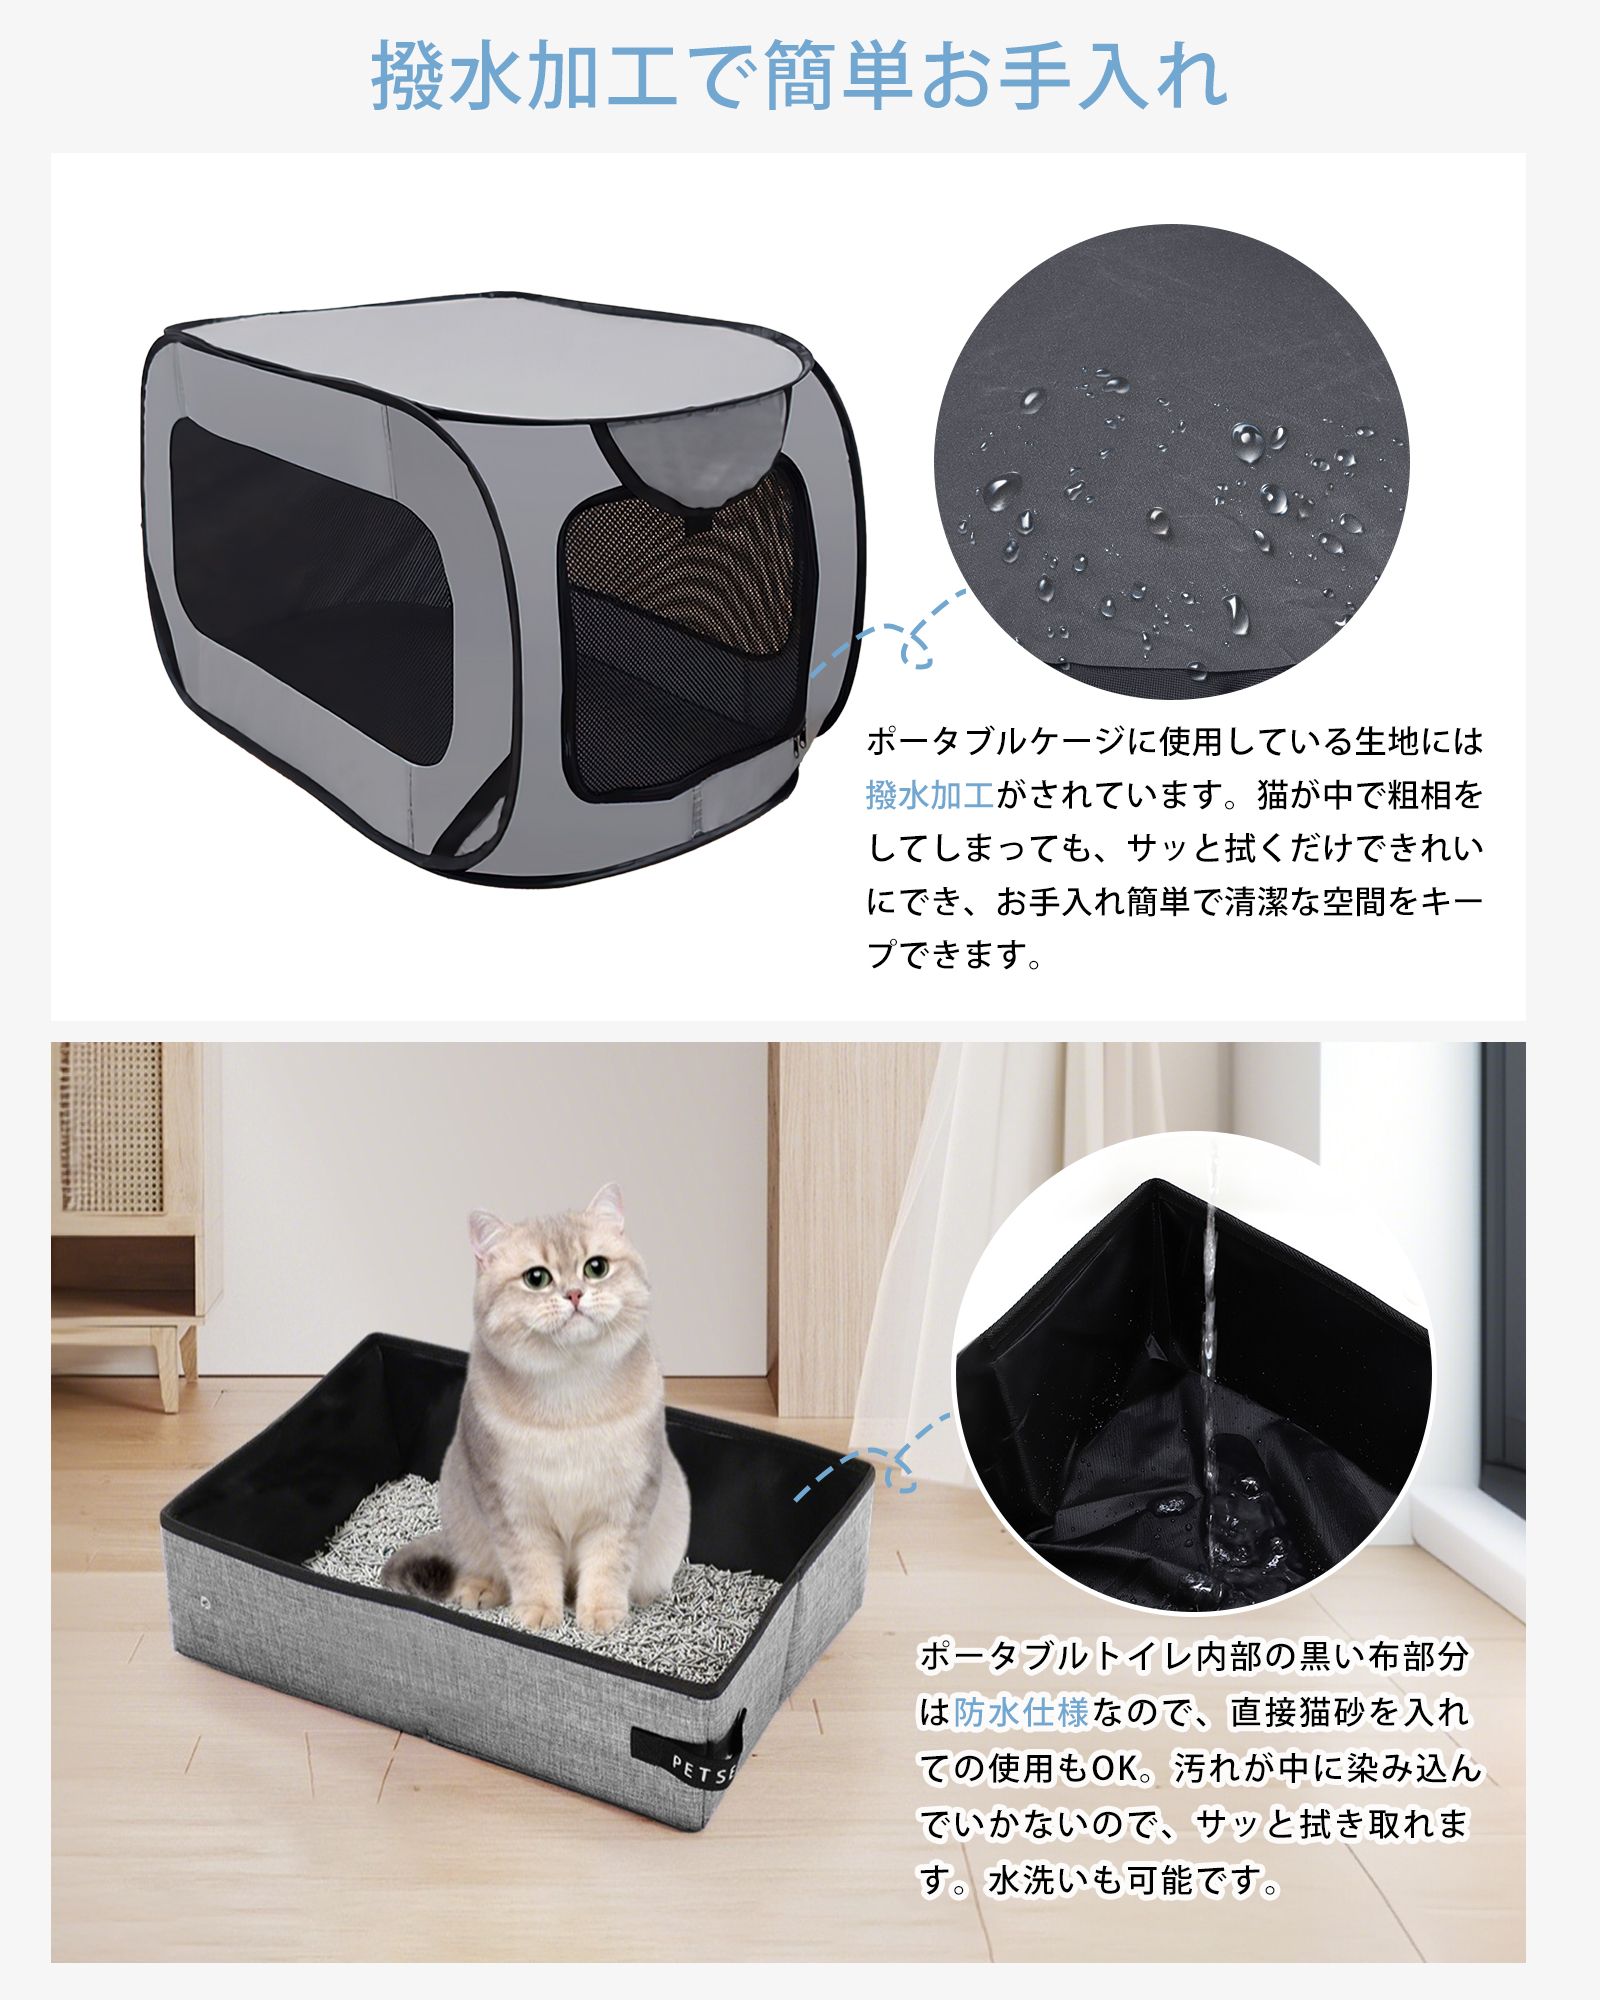 撥水加工で簡単お手入れ
ポータブルケージに使用している生地には
撥水加工がされています。猫が中で粗相を
してしまっても、サッと拭くだけできれい
にでき、お手入れ簡単で清潔な空間をキー
プできます。
ポータブルトイレ内部の黒い布部分
は防水仕様なので、直接猫砂を入れ
ての使用もOK。汚れが中に染み込ん
でいかないので、サッと拭き取れま
す。水洗いも可能です。
PETSE